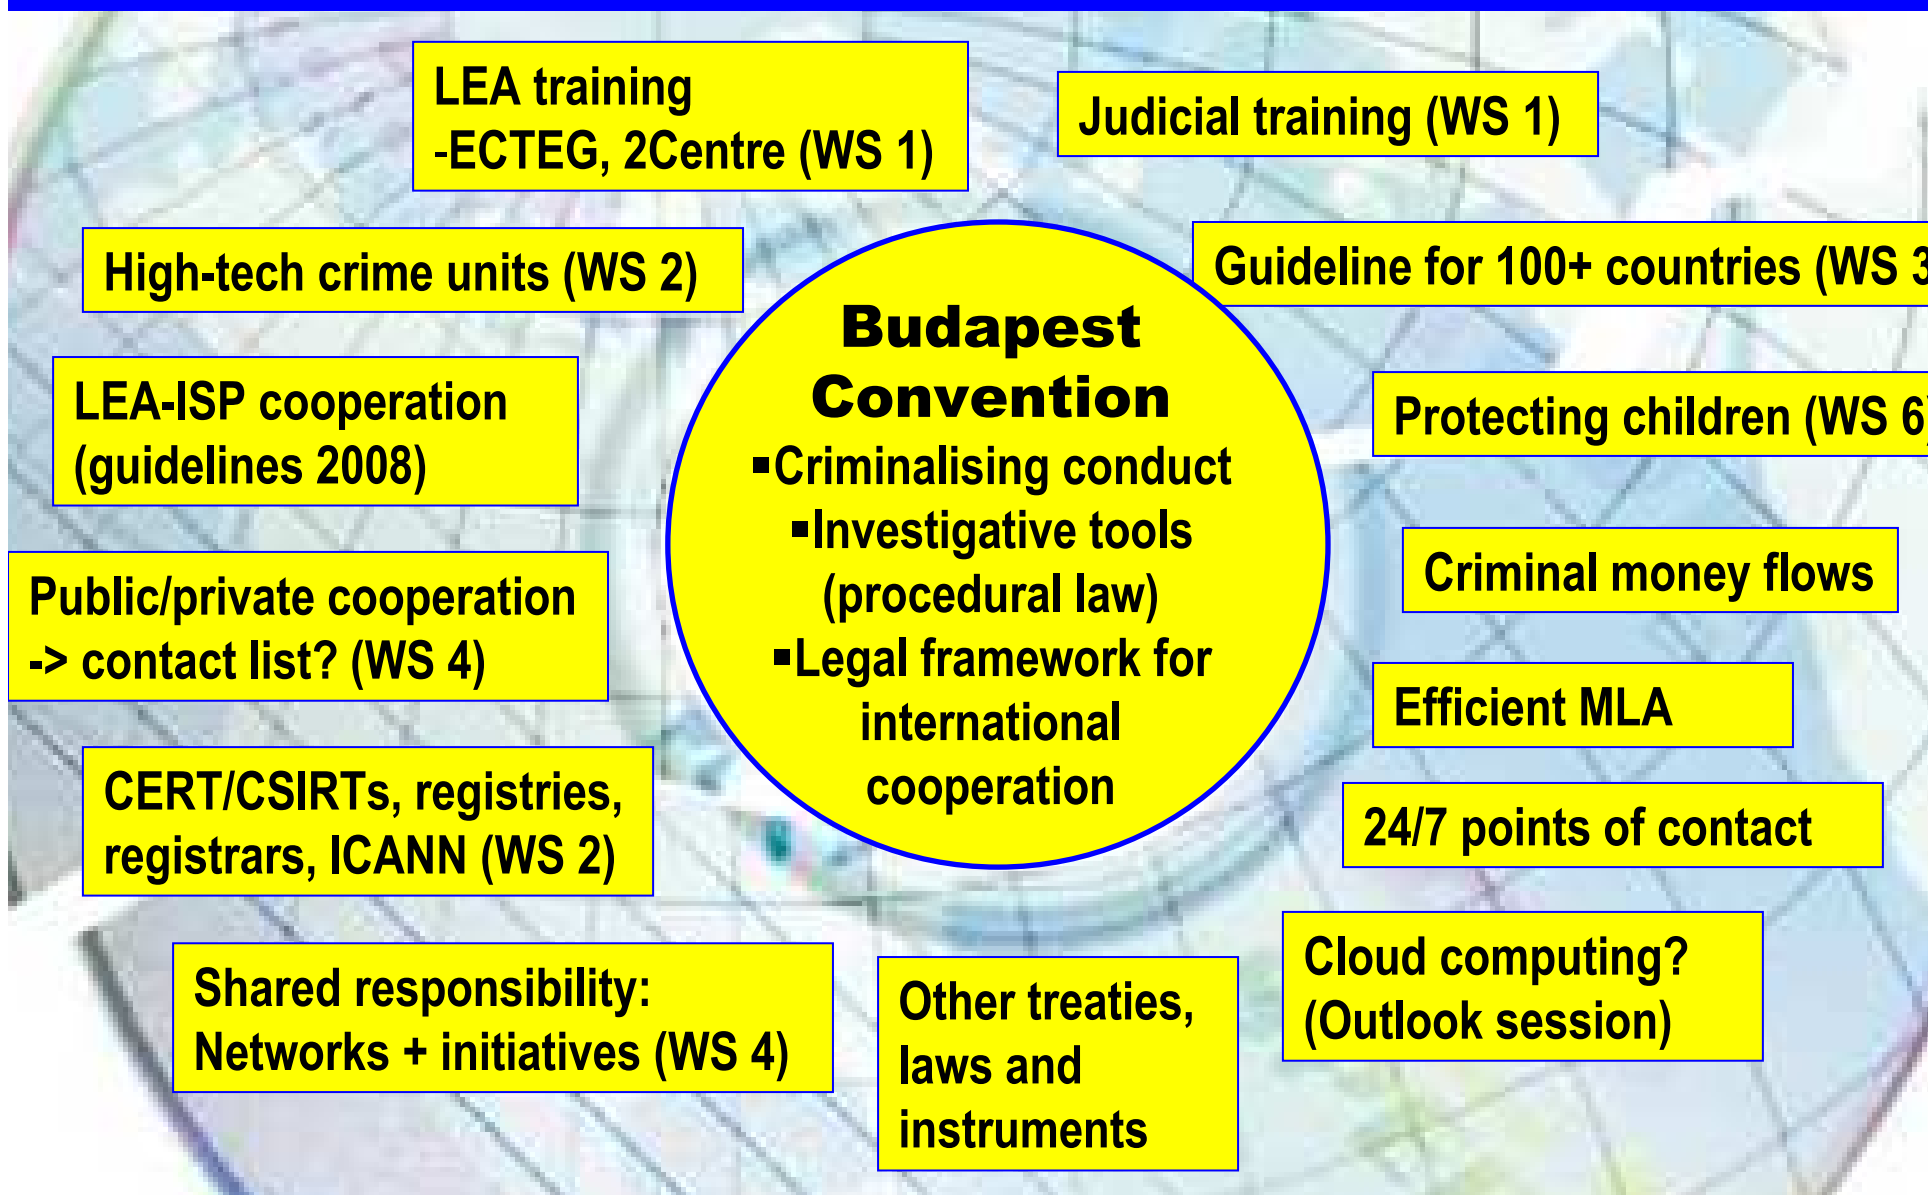 LEA training
-ECTEG, 2Centre (WS 1)
Judicial training (WS 1)
High-tech crime units (WS 2)
Guideline for 100+ countries (WS 3
LEA-ISP cooperation
(guidelines 2008)
Budapest
Convention
▪Criminalising conduct
▪Investigative tools
(procedural law)
▪Legal framework for
international
cooperation
Protecting children (WS 6)
Criminal money flows
Public/private cooperation
-> contact list? (WS 4)
Efficient MLA
CERT/CSIRTs, registries,
registrars, ICANN (WS 2)
24/7 points of contact
Shared responsibility:
Networks + initiatives (WS 4)
Other treaties,
laws and
instruments
Cloud computing?
(Outlook session)